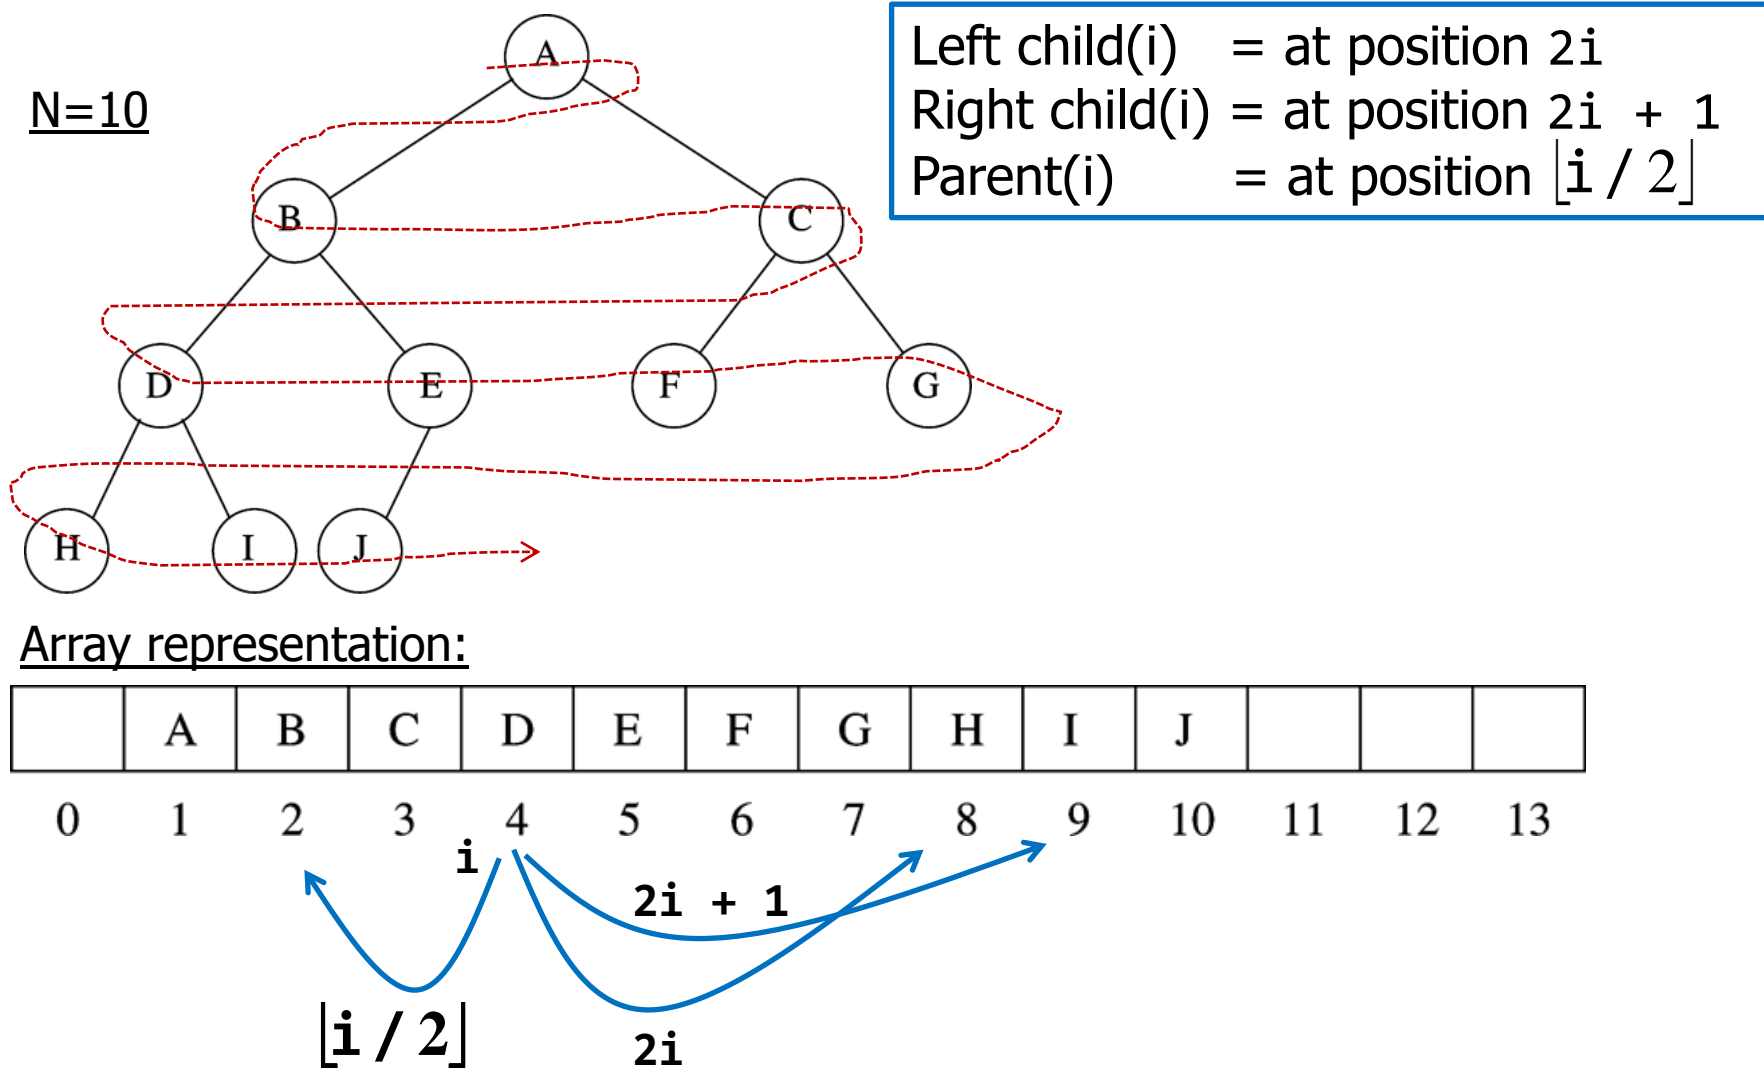 A
N=10
Left child(i) = at position 2i
Right child(i) = at position 2i + 1
Parent(i) = at position ⌊i / 2⌋
B C
D E F G
H I J
Array representation:
A B C D E F G H I J
0 1 2 3 4 5 6 7 8 9 10 11 12 13
i
2i + 1
⌊i / 2⌋
2i